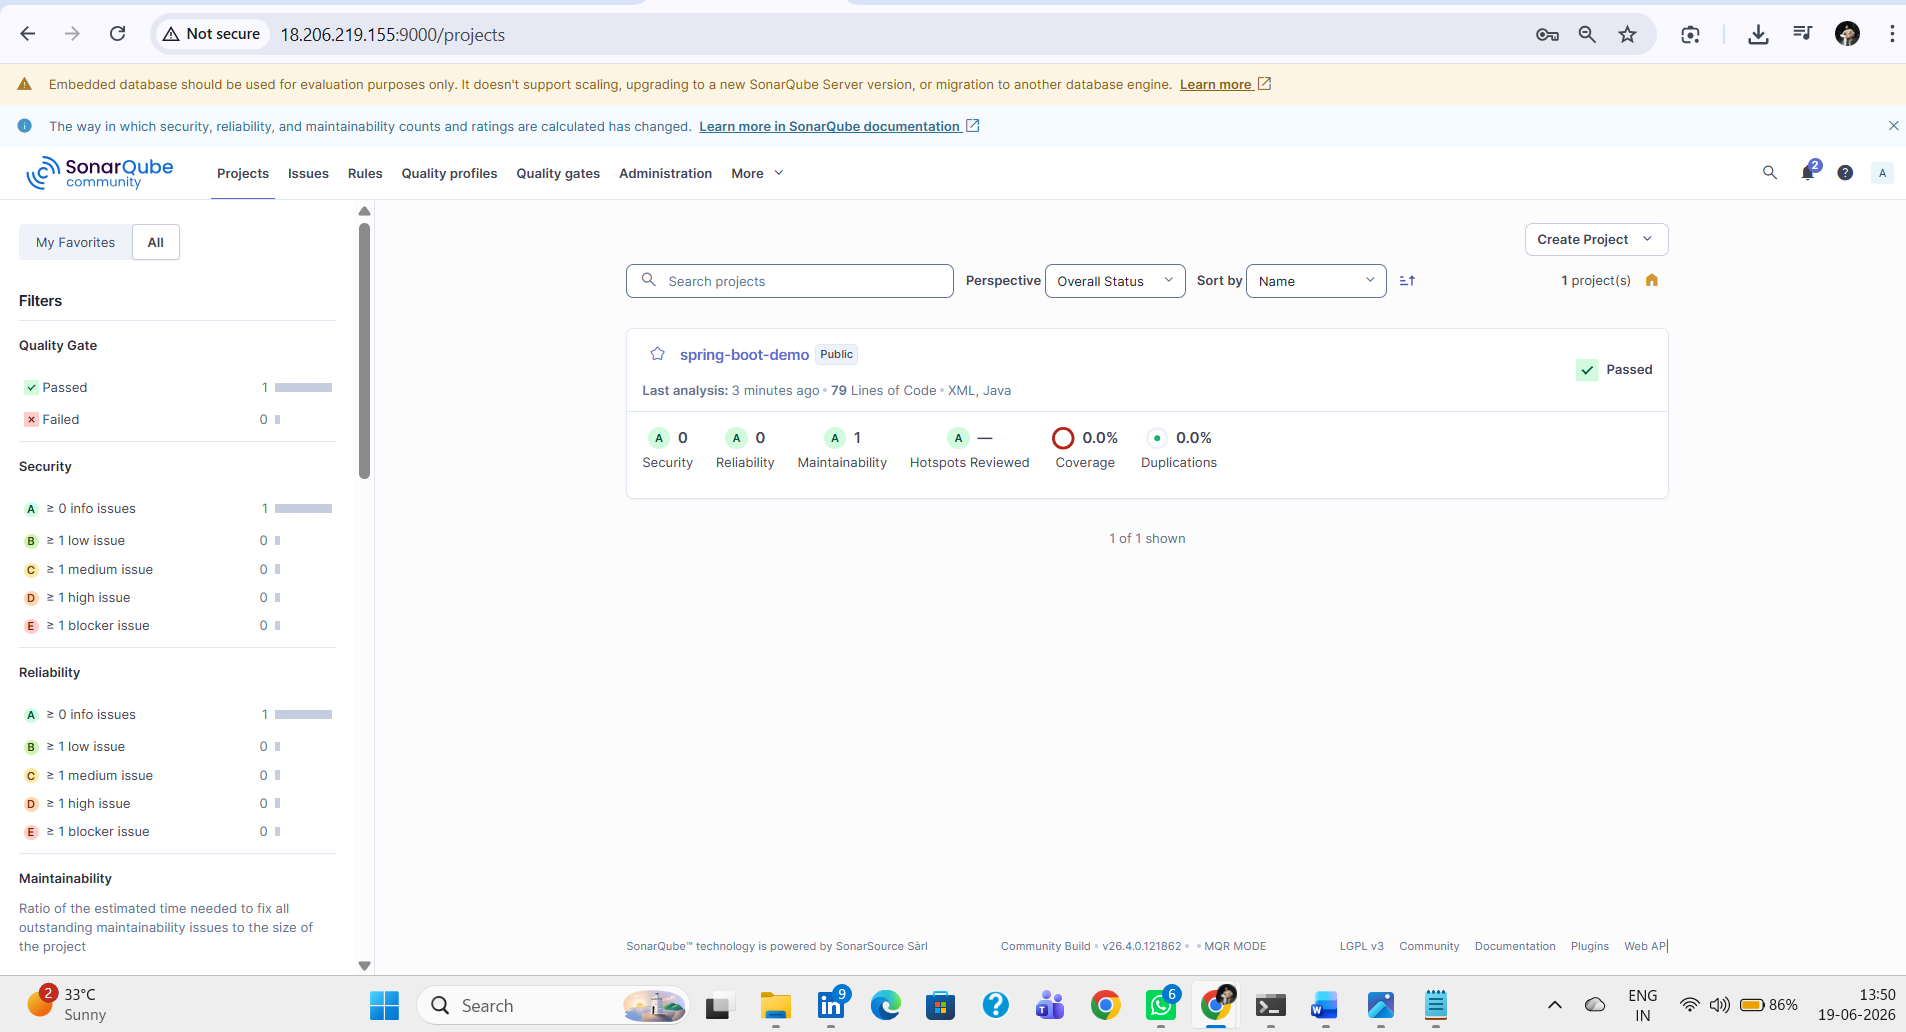 Not secure 18.206.219.155:9000/projects
Embedded database should be used for evaluation purposes only. It doesn't support scaling, upgrading to a new SonarQube Server version, or migration to another database engine. Learn more
The way in which security, reliability, and maintainability counts and ratings are calculated has changed. Learn more in SonarQube documentation
SonarQube
community
Projects Issues Rules Quality profiles Quality gates Administration More
2
?
A
My Favorites All
Create Project
Search projects
Perspective Overall Status
Sort by Name
1 project(s)
Filters
Quality Gate
Passed 1
Failed 0
Security
A ≥ 0 info issues 1
B ≥ 1 low issue 0
C ≥ 1 medium issue 0
D ≥ 1 high issue 0
E ≥ 1 blocker issue 0
Reliability
A ≥ 0 info issues 1
B ≥ 1 low issue 0
C ≥ 1 medium issue 0
D ≥ 1 high issue 0
E ≥ 1 blocker issue 0
Maintainability
Ratio of the estimated time needed to fix all
outstanding maintainability issues to the size of
the project
spring-boot-demo Public
Passed
Last analysis: 3 minutes ago • 79 Lines of Code • XML, Java
A 0 A 0 A 1 A — 0.0% 0.0%
Security Reliability Maintainability Hotspots Reviewed Coverage Duplications
1 of 1 shown
SonarQube™ technology is powered by SonarSource Sàrl
Community Build • v26.4.0.121862 • • MQR MODE
LGPL v3 Community Documentation Plugins Web API
2 33°C
Sunny
Search
9
6
ENG
IN
86%
13:50
19-06-2026